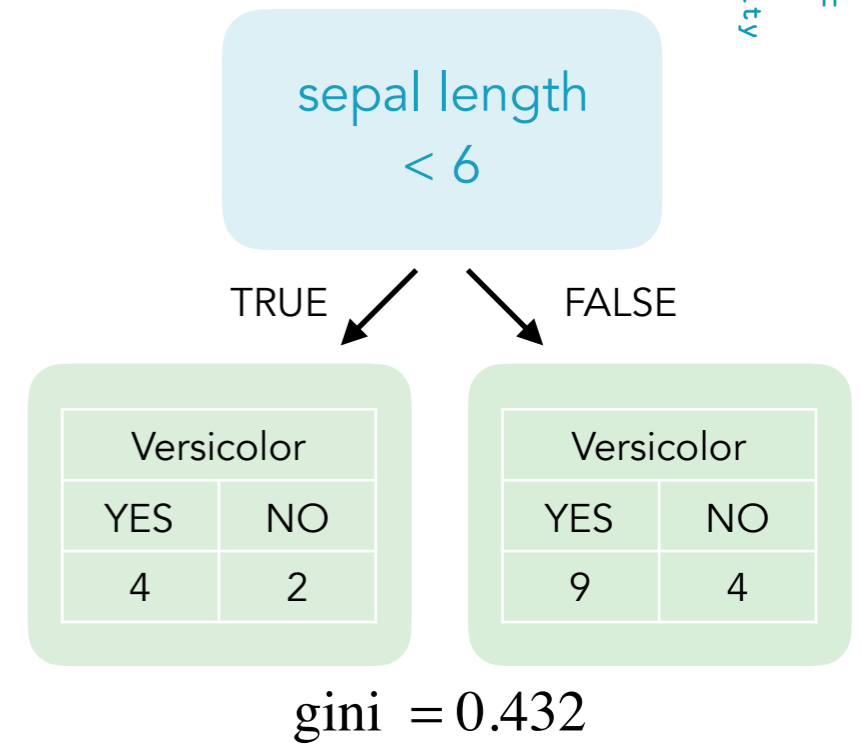 sepal length
< 6
TRUE
FALSE
Versicolor
YES NO
4 2
Versicolor
YES NO
9 4
gini = 0.432